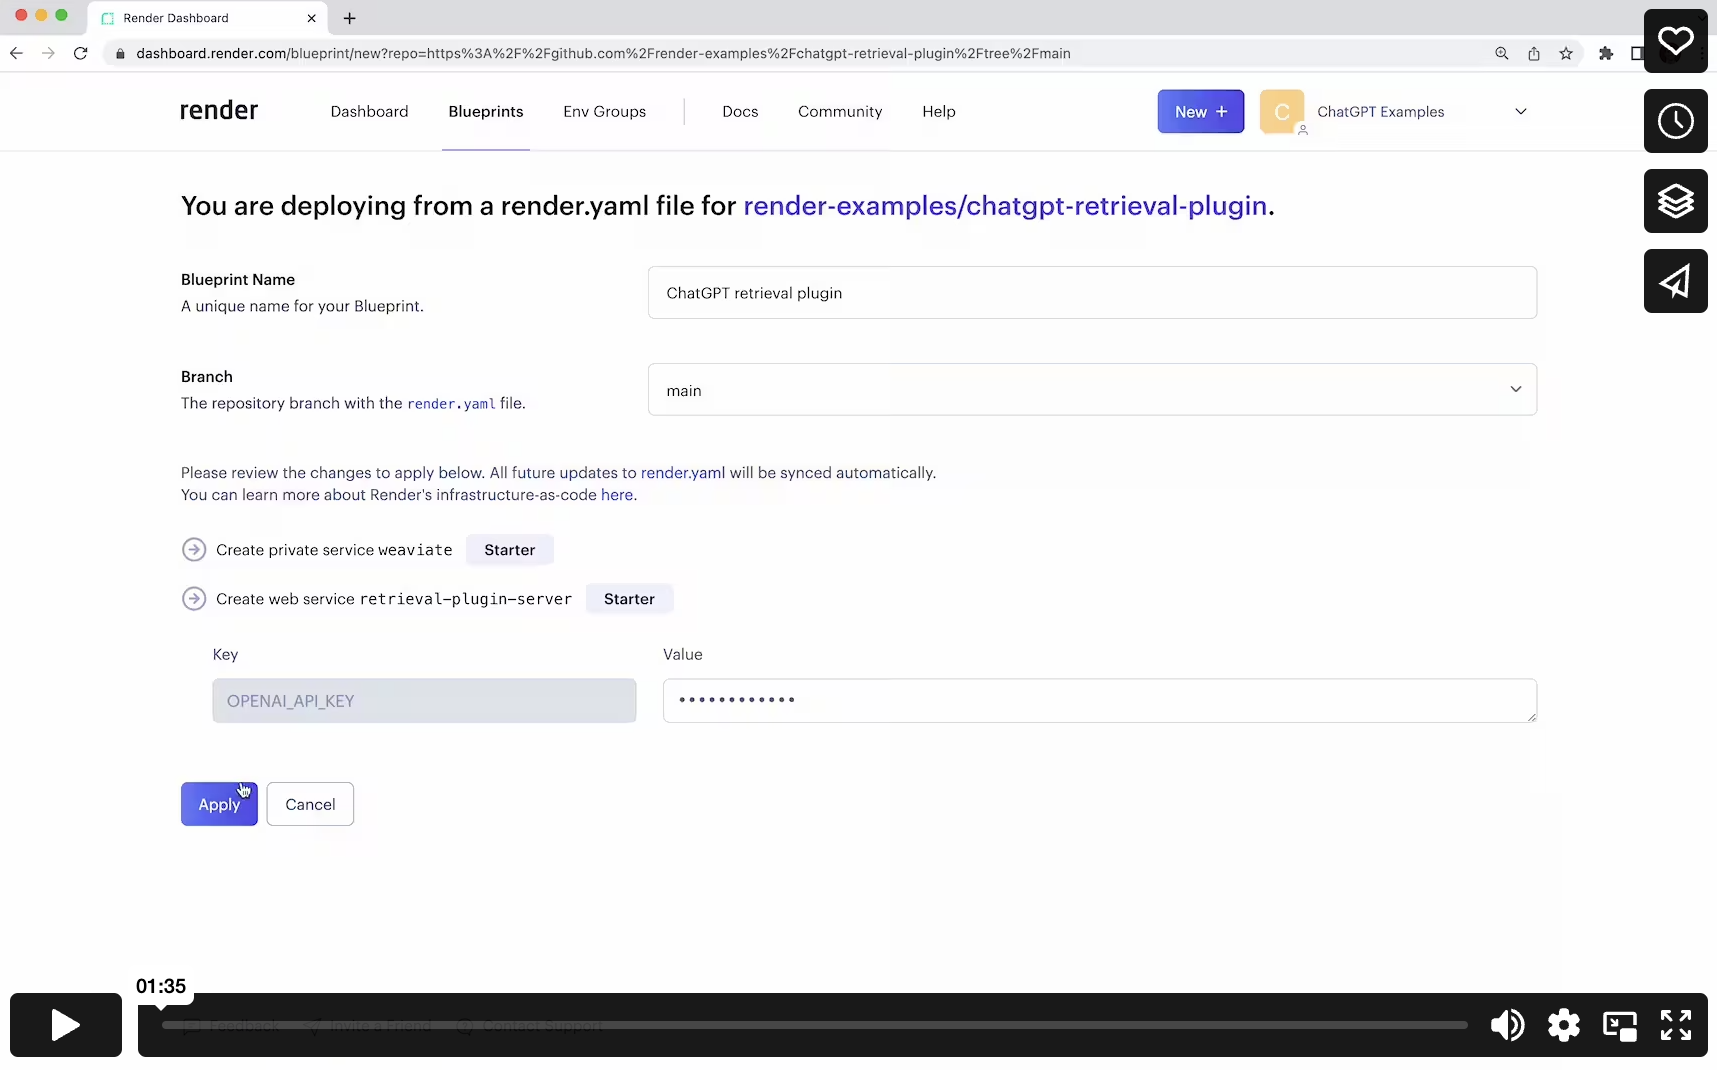 Render Dashboard
dashboard.render.com/blueprint/new?repo=https%3A%2F%2Fgithub.com%2Frender-examples%2Fchatgpt-retrieval-plugin%2Ftree%2Fmain
render Dashboard Blueprints Env Groups Docs Community Help New + C ChatGPT Examples
You are deploying from a render.yaml file for render-examples/chatgpt-retrieval-plugin.
Blueprint Name
A unique name for your Blueprint.
ChatGPT retrieval plugin
Branch
The repository branch with the render.yaml file.
main
Please review the changes to apply below. All future updates to render.yaml will be synced automatically.
You can learn more about Render's infrastructure-as-code here.
Create private service weaviate Starter
Create web service retrieval-plugin-server Starter
Key Value
OPENAI_API_KEY ••••••••••••
Apply Cancel
01:35
Feedback Invite a Friend Contact Support